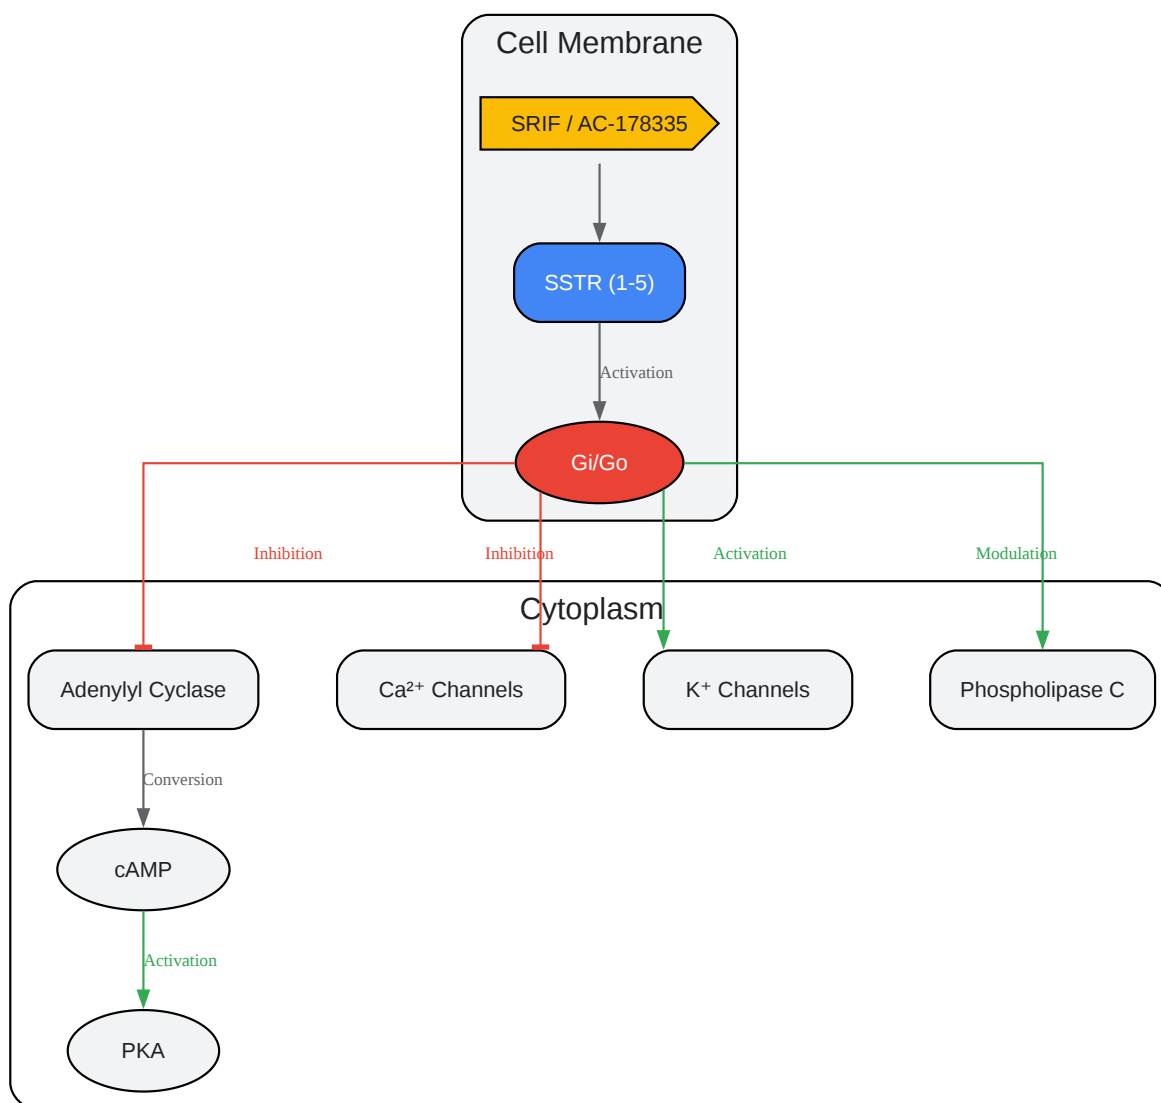 Cell Membrane
SRIF / AC-178335
SSTR (1-5)
Activation
Gi/Go
Inhibition
Inhibition
Activation
Modulation
Cytoplasm
Adenylyl Cyclase
Ca²⁺ Channels
K⁺ Channels
Phospholipase C
Conversion
cAMP
Activation
PKA